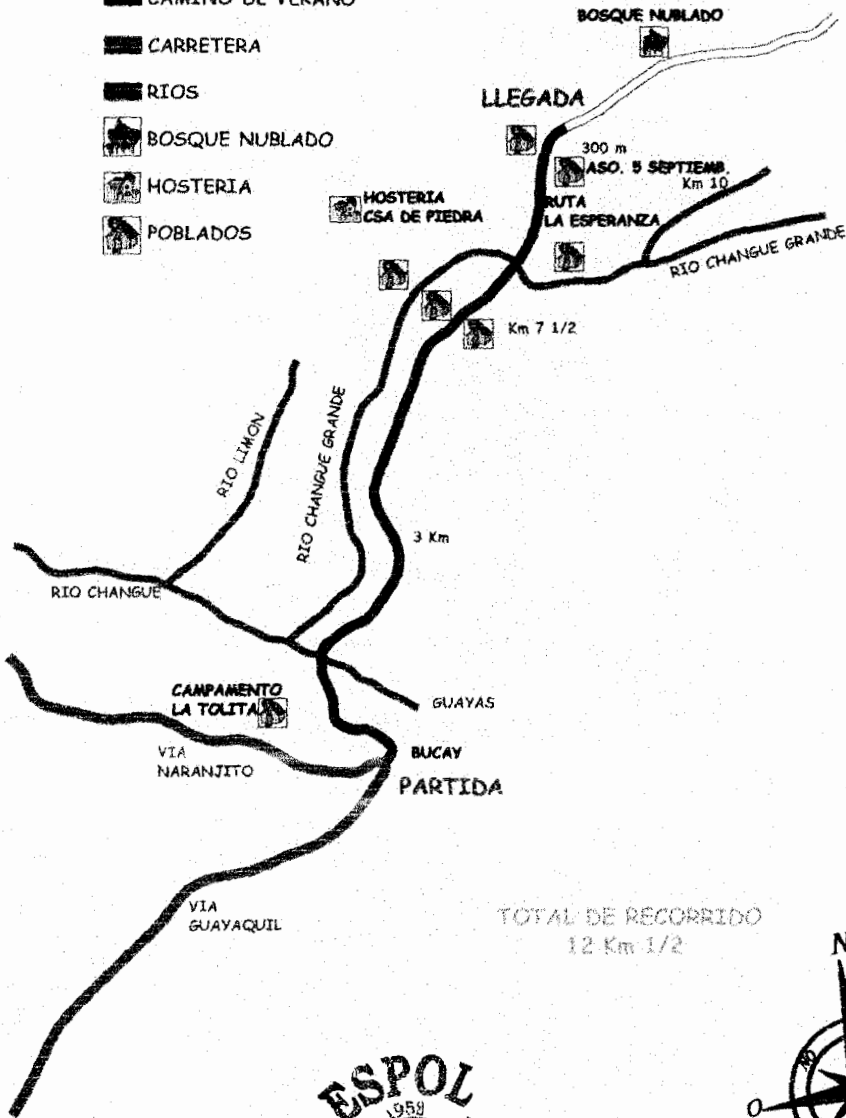 CAMINO DE VERANO
CARRETERA
RIOS
BOSQUE NUBLADO
HOSTERIA
POBLADOS
BOSQUE NUBLADO
LLEGADA
300 m
ASO. 5 SEPTIEMB.
Km 10
RUTA
LA ESPERANZA
HOSTERIA
CSA DE PIEDRA
RIO CHANGUE GRANDE
Km 7 1/2
RIO LIMON
RIO CHANGUE GRANDE
3 Km
RIO CHANGUE
CAMPAMENTO
LA TOLITA
GUAYAS
VIA
NARANJITO
BUCAY
PARTIDA
VIA
GUAYAQUIL
TOTAL DE RECORRIDO
12 Km 1/2
N
NO
O
ESPOL
1958